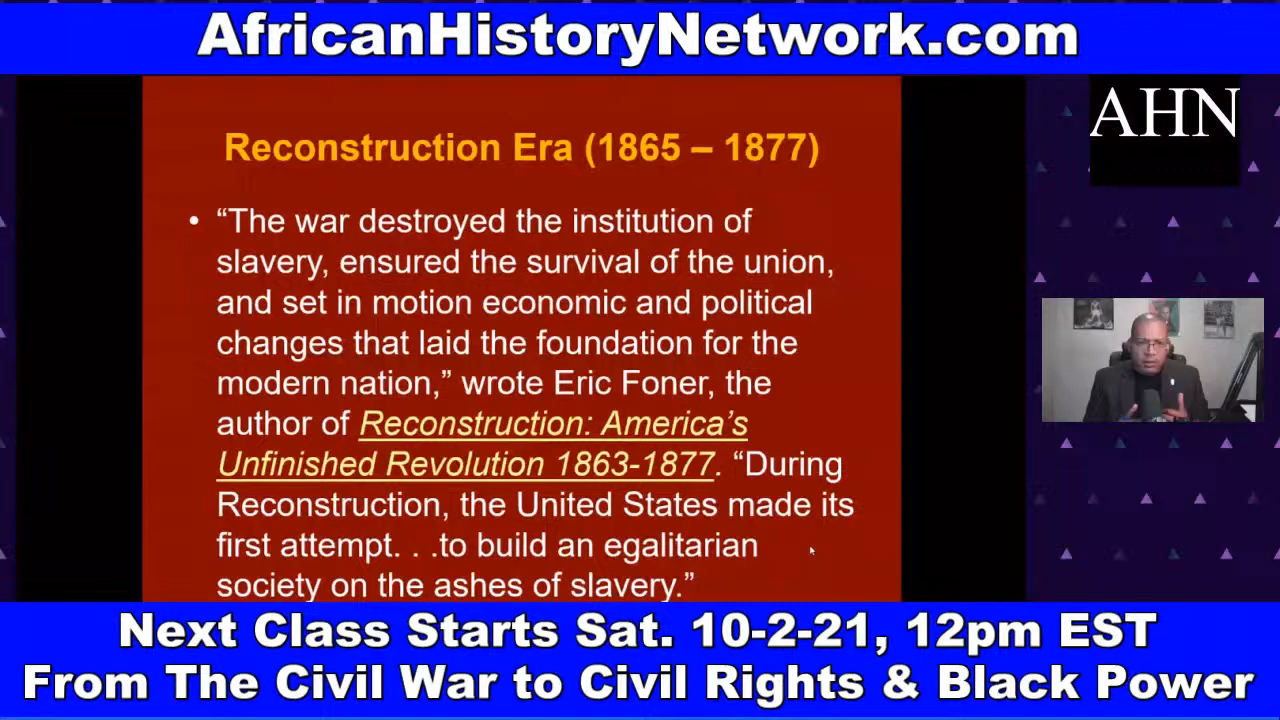 AfricanHistoryNetwork.com
AHN
Reconstruction Era (1865 – 1877)
• “The war destroyed the institution of
slavery, ensured the survival of the union,
and set in motion economic and political
changes that laid the foundation for the
modern nation,” wrote Eric Foner, the
author of Reconstruction: America’s
Unfinished Revolution 1863-1877. “During
Reconstruction, the United States made its
first attempt. . .to build an egalitarian
society on the ashes of slavery.”
Next Class Starts Sat. 10-2-21, 12pm EST
From The Civil War to Civil Rights & Black Power